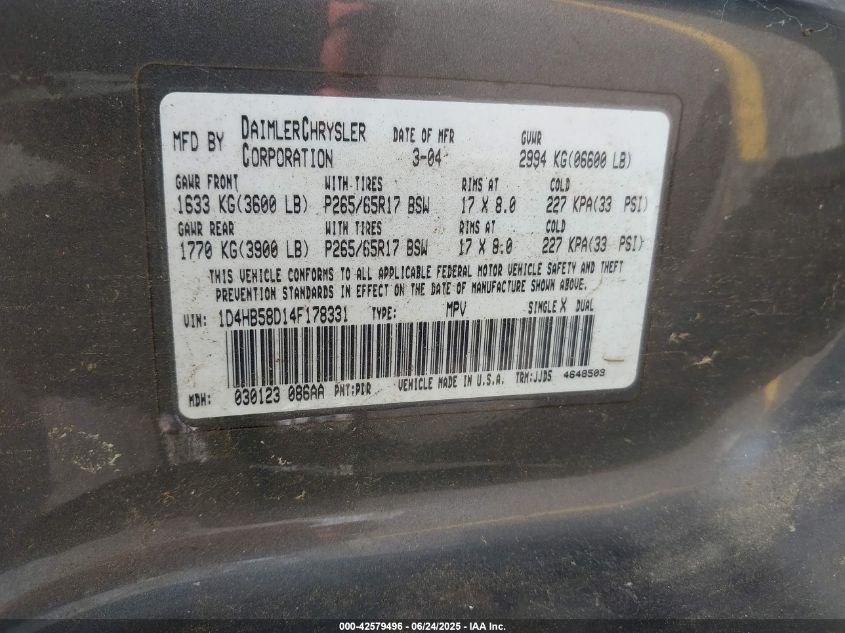 MFD BY DAIMLERCHRYSLER CORPORATION DATE OF MFR 3-04 GVWR 2994 KG(06600 LB)
GAWR FRONT WITH TIRES RIMS AT COLD
1633 KG(3600 LB) P265/65R17 BSW 17 X 8.0 227 KPA(33 PSI)
GAWR REAR WITH TIRES RIMS AT COLD
1770 KG(3900 LB) P265/65R17 BSW 17 X 8.0 227 KPA(33 PSI)
THIS VEHICLE CONFORMS TO ALL APPLICABLE FEDERAL MOTOR VEHICLE SAFETY AND THEFT
PREVENTION STANDARDS IN EFFECT ON THE DATE OF MANUFACTURE SHOWN ABOVE.
VIN: 1D4HB58D14F178331 TYPE: MPV SINGLE X DUAL
MDH: 030123 086AA PNT:PDR VEHICLE MADE IN U.S.A. TRM:JJD5 4648503
000-42579496 - 06/24/2025 - IAA Inc.